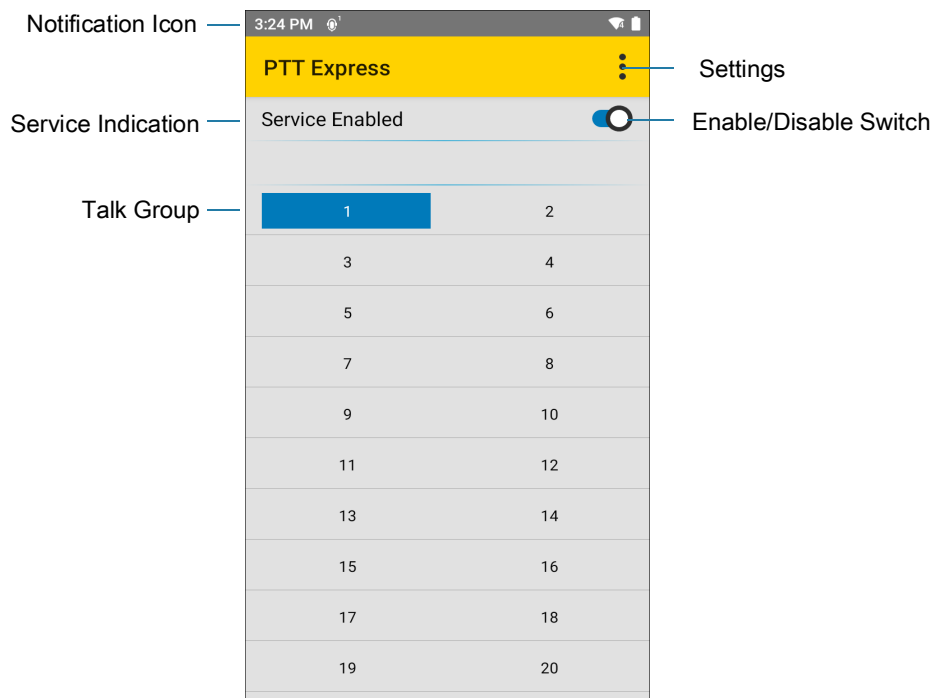 Notification Icon
3:24 PM 1
PTT Express
Settings
Service Indication
Service Enabled
Enable/Disable Switch
Talk Group
1 2
3 4
5 6
7 8
9 10
11 12
13 14
15 16
17 18
19 20